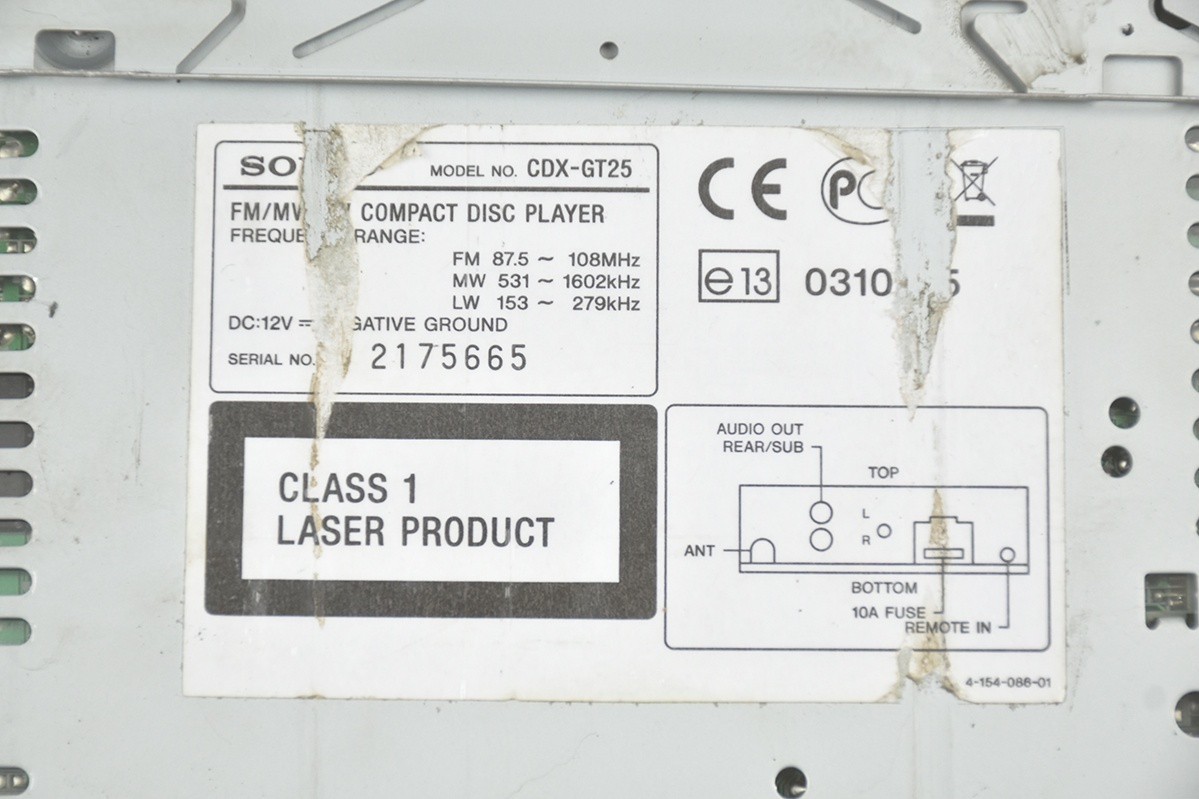 MODEL NO. CDX-GT25
COMPACT DISC PLAYER
RANGE:
FM 87.5 ~ 108MHz
MW 531 ~ 1602kHz
LW 153 ~ 279kHz
DC:12V GROUND
SERIAL NO. 2175665
CLASS 1
LASER PRODUCT
CE
e13
AUDIO OUT
REAR/SUB
TOP
L
R
ANT
BOTTOM
10A FUSE
REMOTE IN
4-154-086-01